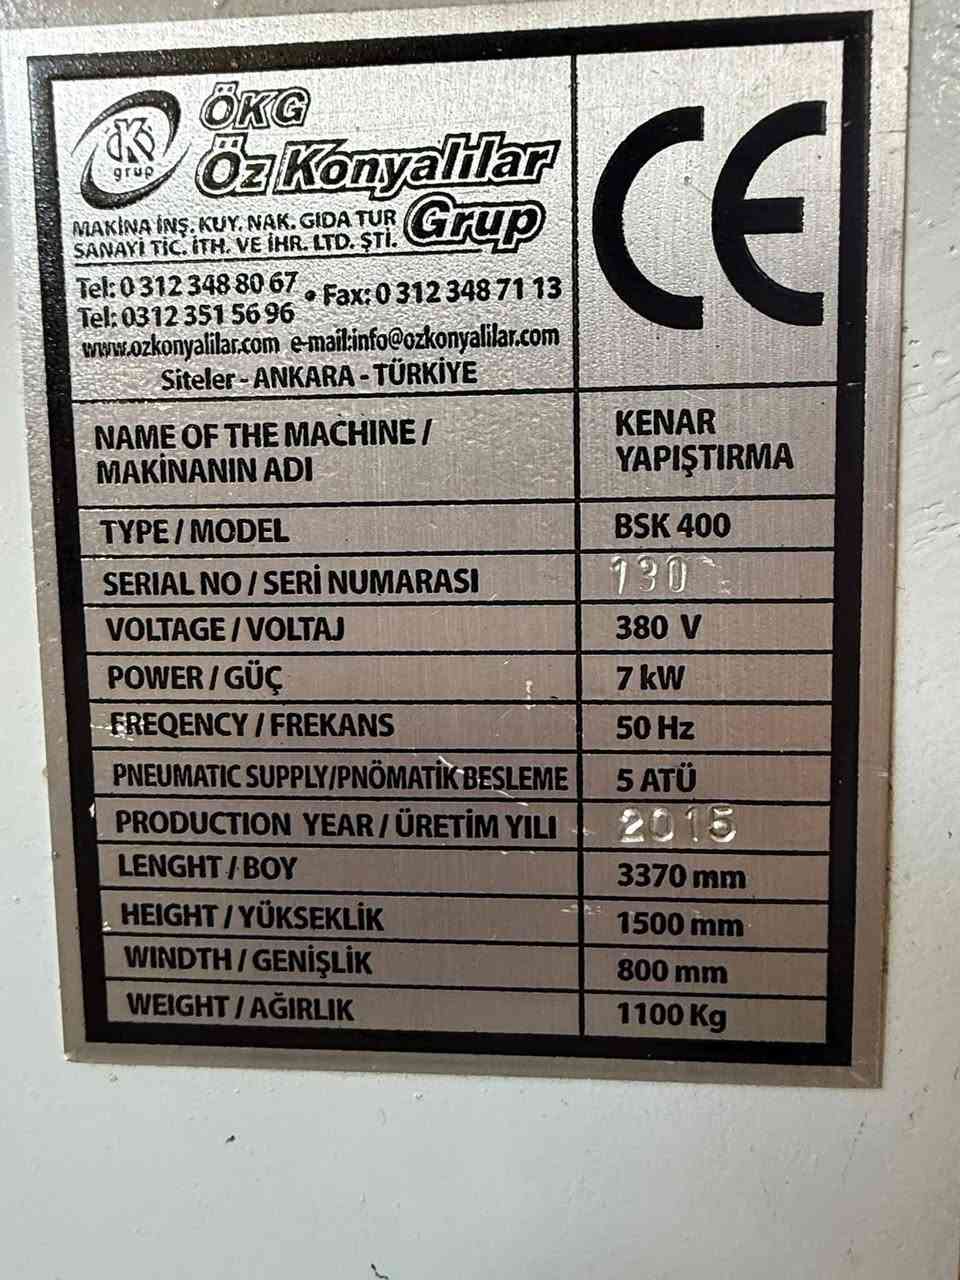 ÖKG
Öz Konyalılar
Grup
İÖKİ
grup
MAKİNA İNŞ. KUY. NAK. GIDA TUR
SANAYİ TİC. İTH. VE İHR. LTD. ŞTİ.
Tel: 0 312 348 80 67 • Fax: 0 312 348 71 13
Tel: 0312 351 56 96
www.ozkonyalilar.com e-mail:info@ozkonyalilar.com
Siteler - ANKARA - TÜRKİYE
CE
NAME OF THE MACHINE / MAKİNANIN ADI KENAR YAPIŞTIRMA
TYPE / MODEL BSK 400
SERIAL NO / SERİ NUMARASI 130
VOLTAGE / VOLTAJ 380 V
POWER / GÜÇ 7 kW
FREQENCY / FREKANS 50 Hz
PNEUMATIC SUPPLY/PNÖMATİK BESLEME 5 ATÜ
PRODUCTION YEAR / ÜRETİM YILI 2015
LENGHT / BOY 3370 mm
HEIGHT / YÜKSEKLİK 1500 mm
WINDTH / GENİŞLİK 800 mm
WEIGHT / AĞIRLIK 1100 Kg